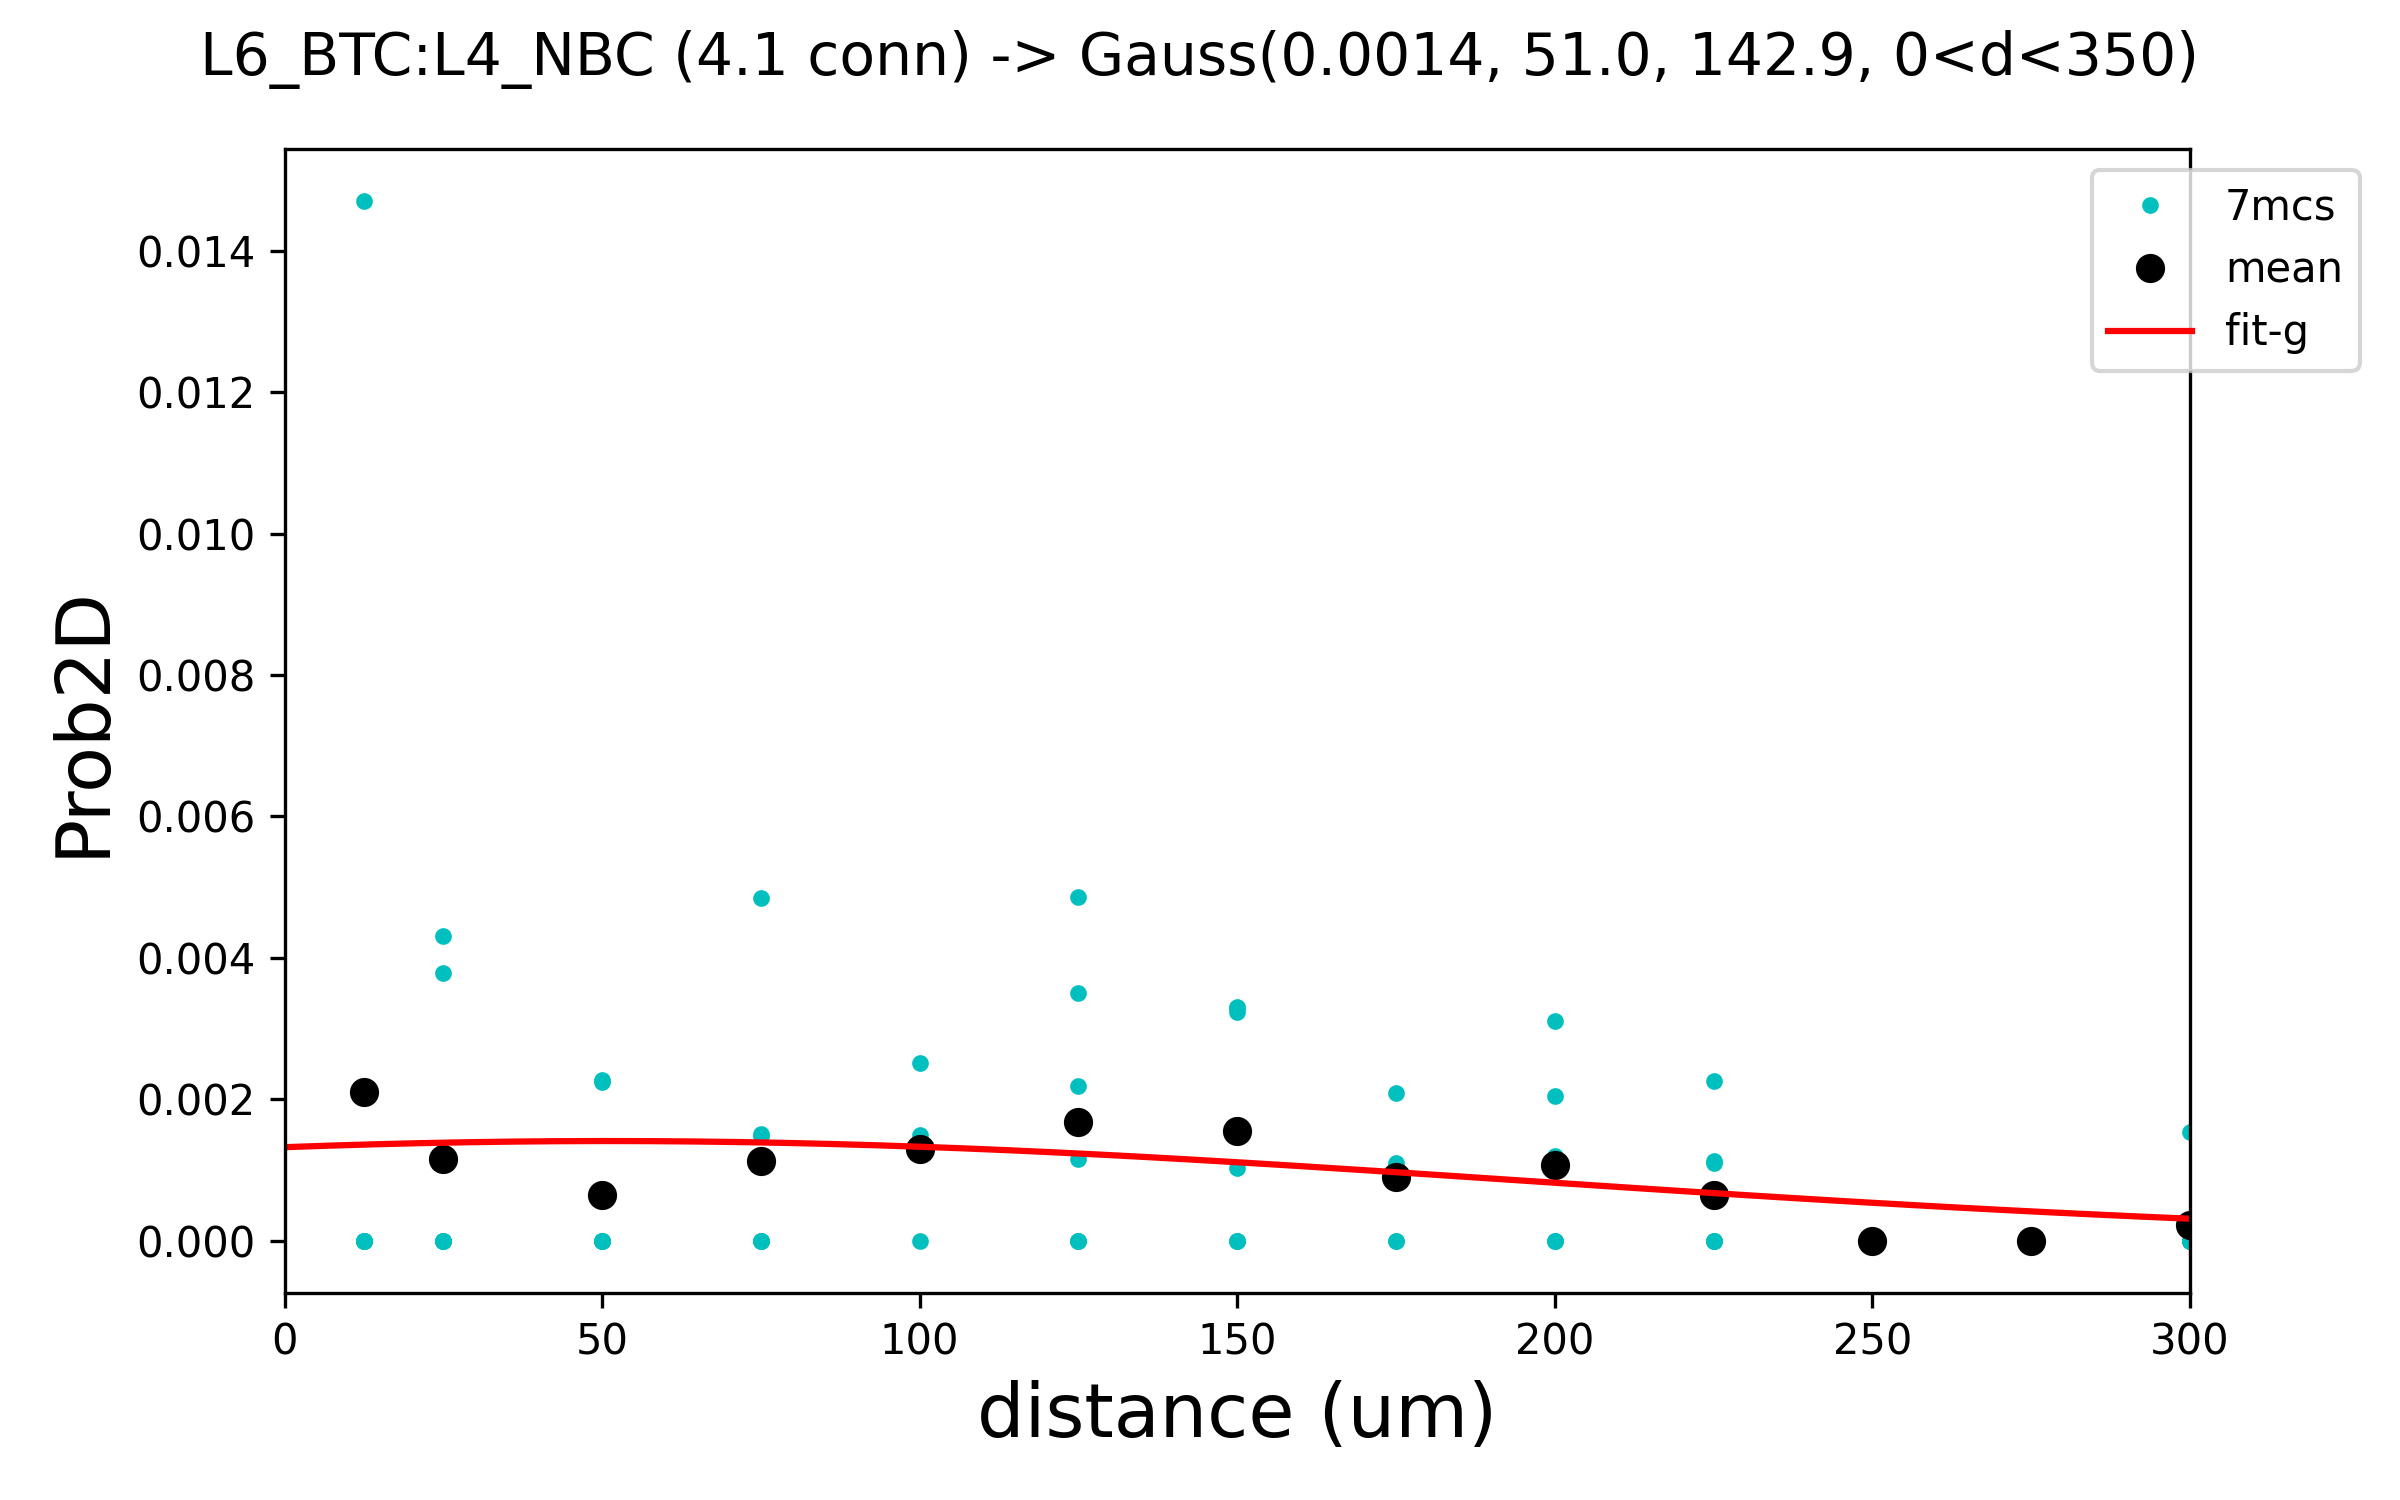 L6_BTC:L4_NBC (4.1 conn) -> Gauss(0.0014, 51.0, 142.9, 0<d<350)
7mcs
mean
fit-g
0.014
0.012
0.010
0.008
0.006
0.004
0.002
0.000
Prob2D
0 50 100 150 200 250 300
distance (um)